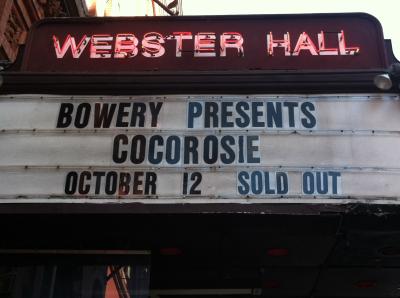 WEBSTER HALL
BOWERY PRESENTS
COCOROSIE
OCTOBER 12 SOLD OUT